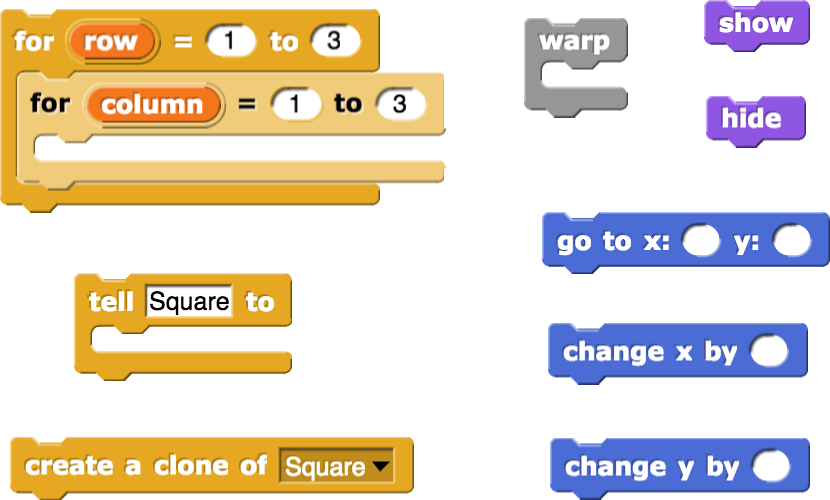 for row = 1 to 3
for column = 1 to 3
warp
show
hide
go to x: y:
tell Square to
change x by
create a clone of Square
change y by